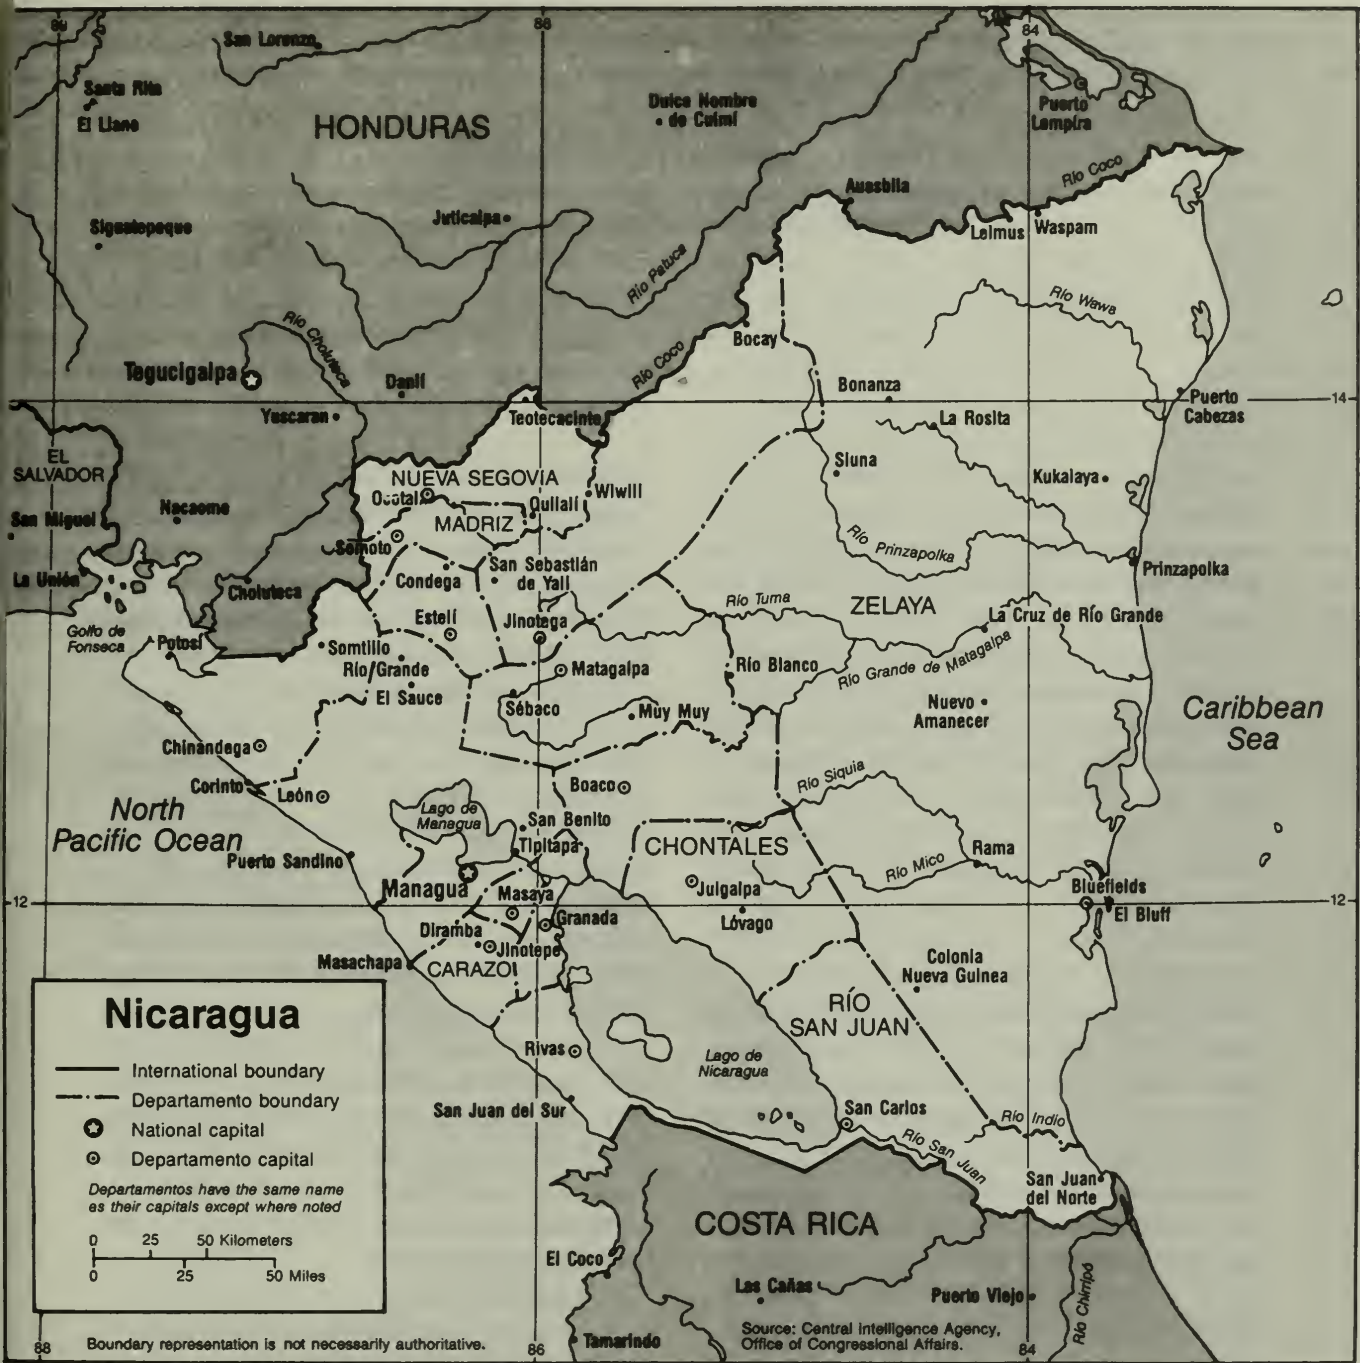 89
86
84
San Lorenzo
Santa Rita
El Llano
Dulce Nombre
de Culmí
Puerto
Lempira
HONDURAS
Río Coco
Auasbila
Siguatepeque
Juticalpa
Leimus
Waspam
Río Patuca
Río Wawa
Río Choluteca
Bocay
Tegucigalpa
Danlí
Río Coco
Bonanza
Puerto
Cabezas
14
Yuscaran
Teotecacinte
La Rosita
EL
SALVADOR
NUEVA SEGOVIA
Siuna
Kukalaya
Ocotal
Quilalí
Wiwilí
San Miguel
Nacaome
MADRIZ
Somoto
Río Prinzapolka
La Unión
Choluteca
Condega
San Sebastián
de Yalí
Prinzapolka
Golfo de
Fonseca
Potosí
Estelí
Jinotega
Río Tuma
ZELAYA
La Cruz de Río Grande
Somtillo
Río Grande
El Sauce
Matagalpa
Río Blanco
Río Grande de Matagalpa
Sébaco
Muy Muy
Nuevo
Amanecer
Caribbean
Sea
Chinandega
Corinto
León
Boaco
Río Siquia
North
Pacific Ocean
Lago de
Managua
San Benito
Tipitapa
CHONTALES
Rama
Puerto Sandino
Managua
Masaya
Juigalpa
Río Mico
Bluefields
12
Granada
Lóvago
El Bluff
12
Diramba
Jinotepe
Masachapa
CARAZO
Colonia
Nueva Guinea
RÍO
SAN JUAN
Rivas
Lago de
Nicaragua
San Juan del Sur
San Carlos
Río San Juan
Río Indio
San Juan
del Norte
COSTA RICA
El Coco
Las Cañas
Puerto Viejo
Río Chirripó
Tamarindo
Nicaragua
International boundary
Departamento boundary
National capital
Departamento capital
Departamentos have the same name
as their capitals except where noted
0 25 50 Kilometers
0 25 50 Miles
Boundary representation is not necessarily authoritative.
Source: Central Intelligence Agency,
Office of Congressional Affairs.
88
86
84